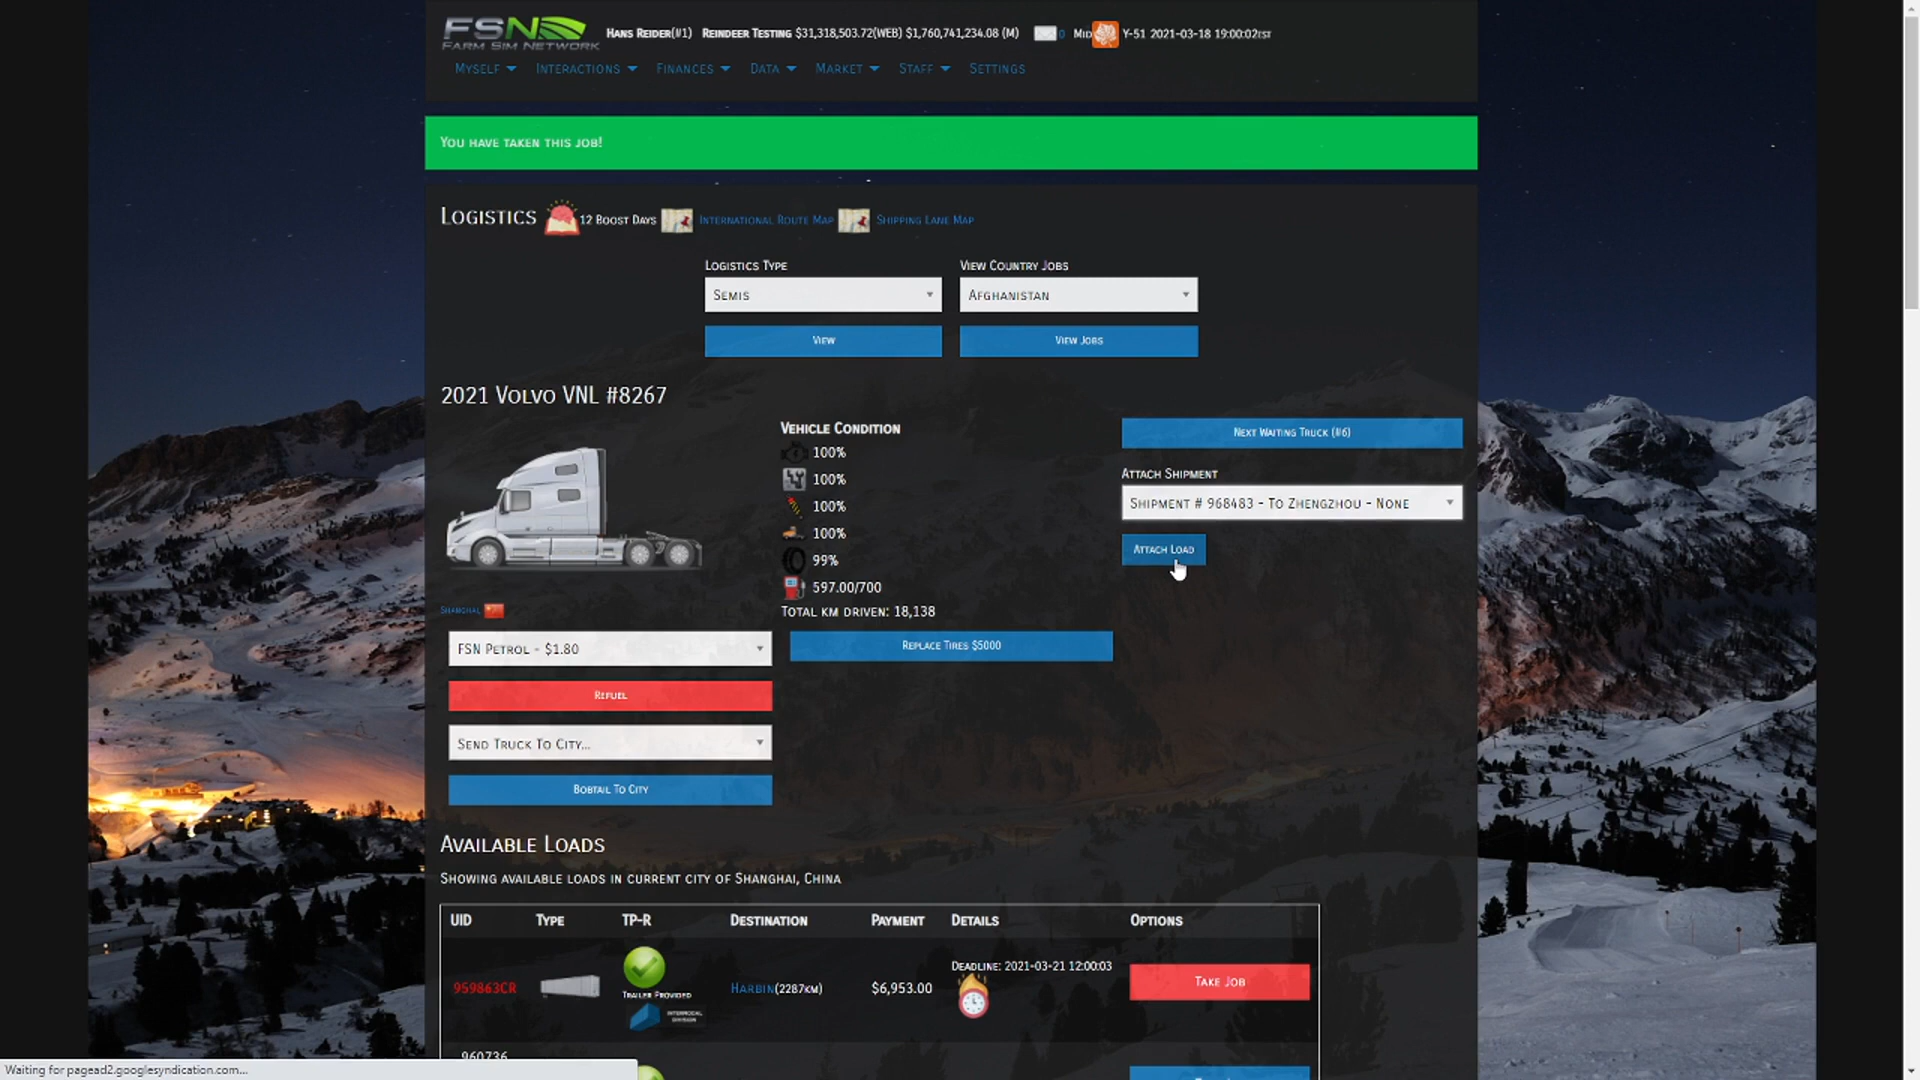 FSN
FARM SIM NETWORK
HANS REIDER(#1) REINDEER TESTING $31,318,503.72(WEB) $1,760,741,234.08 (M) 0 MID Y-51 2021-03-18 19:00:02EST
MYSELF INTERACTIONS FINANCES DATA MARKET STAFF SETTINGS
YOU HAVE TAKEN THIS JOB!
LOGISTICS 12 BOOST DAYS INTERNATIONAL ROUTE MAP SHIPPING LANE MAP
LOGISTICS TYPE VIEW COUNTRY JOBS
SEMIS AFGHANISTAN
VIEW VIEW JOBS
2021 VOLVO VNL #8267
VEHICLE CONDITION
NEXT WAITING TRUCK (#6)
100%
ATTACH SHIPMENT
100%
SHIPMENT # 968483 - TO ZHENGZHOU - NONE
100%
100%
ATTACH LOAD
99%
597.00/700
SHANGHAI
TOTAL KM DRIVEN: 18,138
FSN PETROL - $1.80
REPLACE TIRES $5000
REFUEL
SEND TRUCK TO CITY...
BOBTAIL TO CITY
AVAILABLE LOADS
SHOWING AVAILABLE LOADS IN CURRENT CITY OF SHANGHAI, CHINA
UID TYPE TP-R DESTINATION PAYMENT DETAILS OPTIONS
959863CR TRAILER PROVIDED HARBIN(2287KM) $6,953.00 DEADLINE: 2021-03-21 12:00:03 TAKE JOB
INTERMODAL DIVISION
960736
Waiting for pagead2.googlesyndication.com...